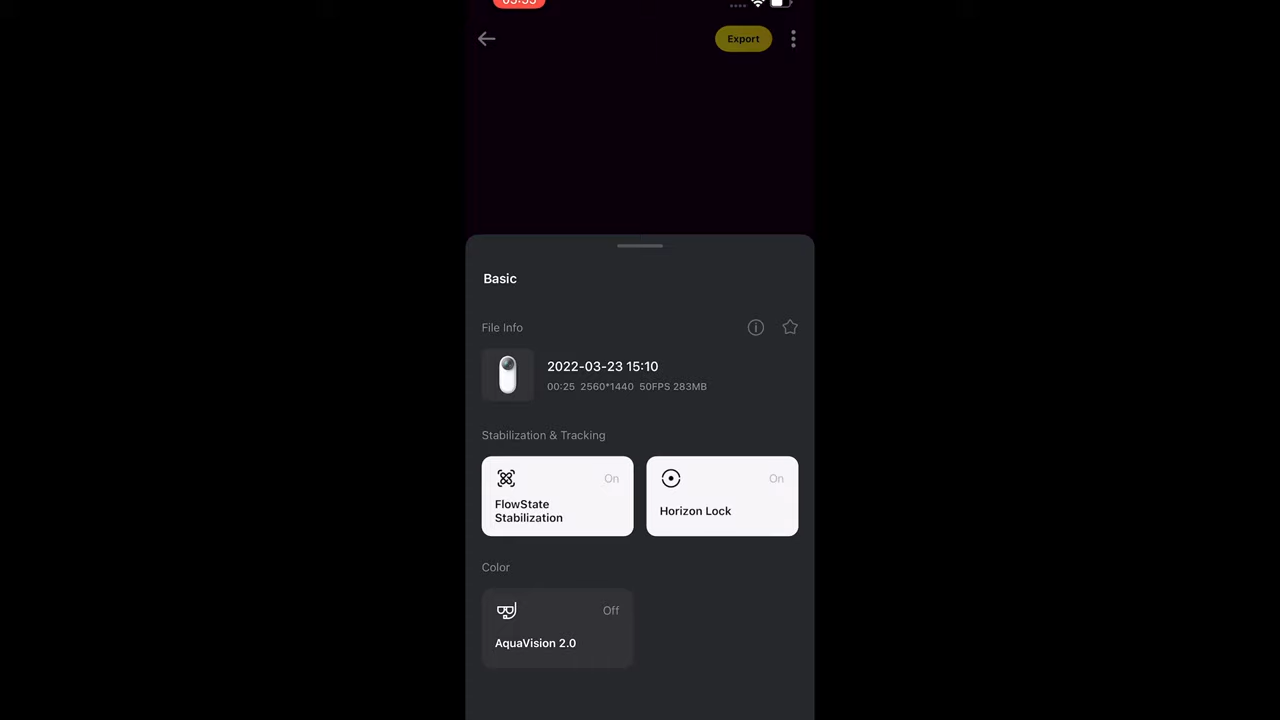 Export
Basic
File Info
2022-03-23 15:10
00:25 2560*1440 50FPS 283MB
Stabilization & Tracking
On
FlowState
Stabilization
On
Horizon Lock
Color
Off
AquaVision 2.0